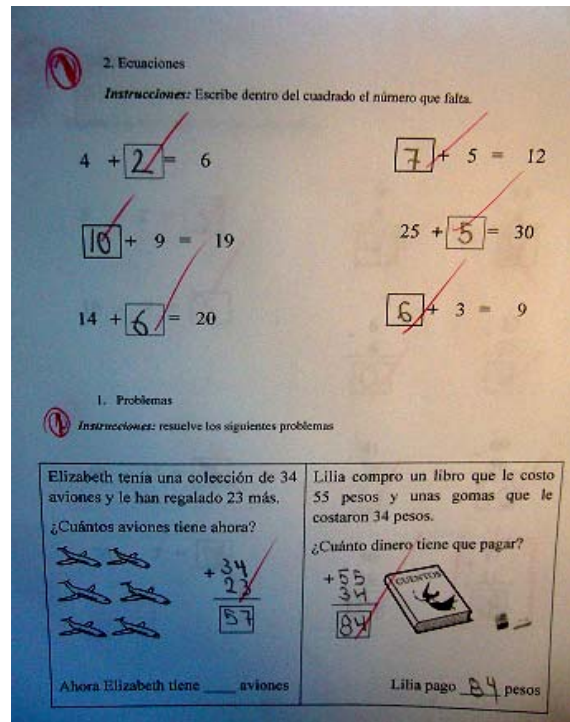 2. Ecuaciones
Instrucciones: Escribe dentro del cuadrado el número que falta.
4 + 2 = 6
7 + 5 = 12
10 + 9 = 19
25 + 5 = 30
14 + 6 = 20
6 + 3 = 9
1. Problemas
Instrucciones: resuelve los siguientes problemas
Elizabeth tenía una colección de 34
aviones y le han regalado 23 más.
¿Cuántos aviones tiene ahora?
34
+ 23
57
Ahora Elizabeth tiene ____ aviones
Lilia compro un libro que le costo
55 pesos y unas gomas que le
costaron 34 pesos.
¿Cuánto dinero tiene que pagar?
+ 55
34
84
CUENTOS
Lilia pago 84 pesos